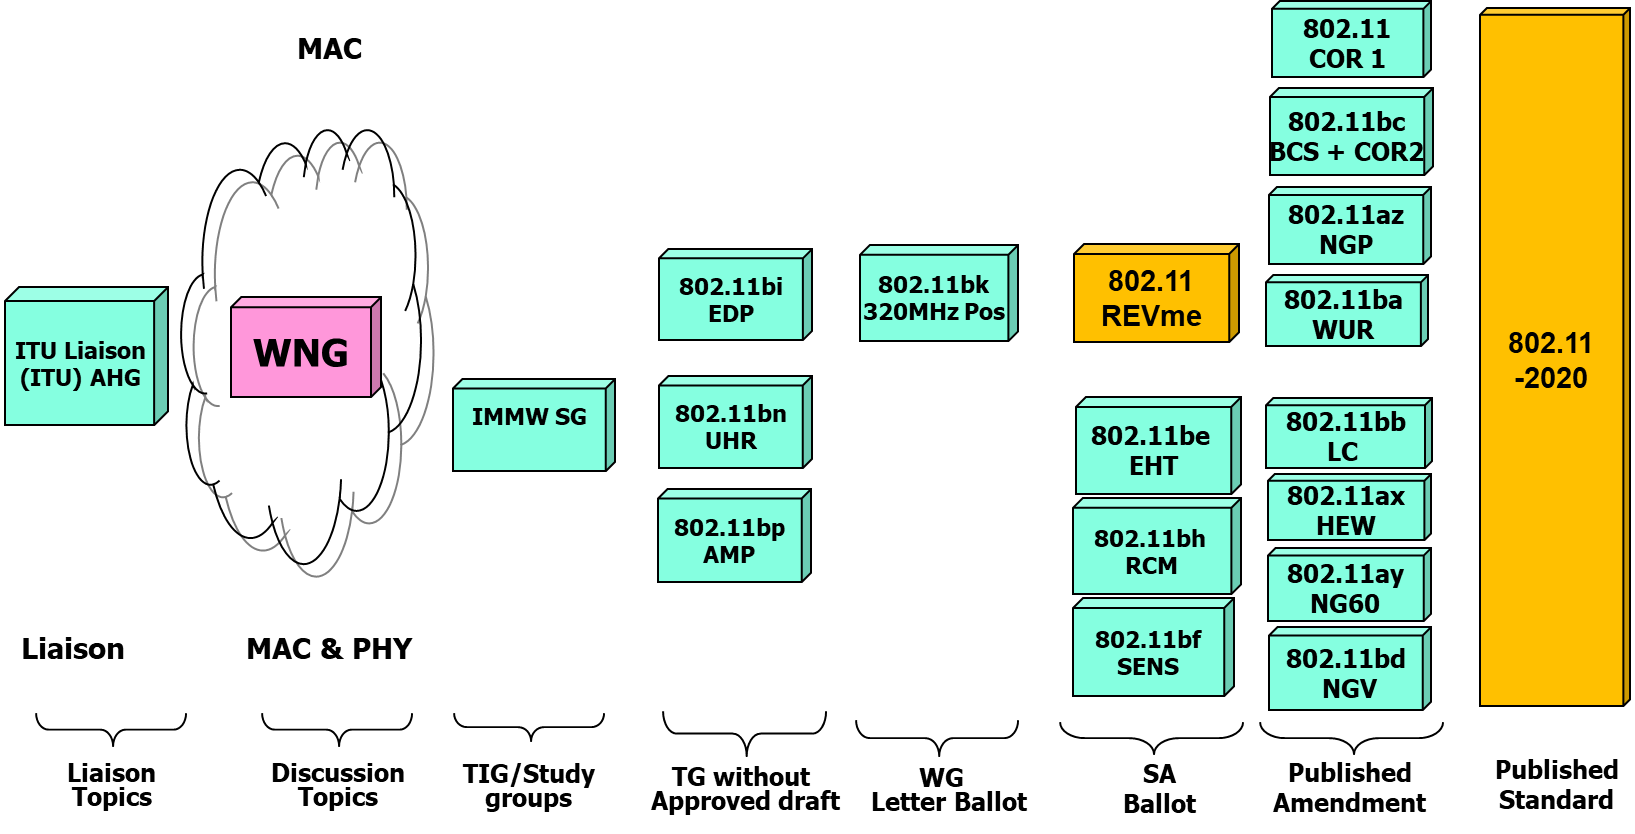 MAC
ITU Liaison
(ITU) AHG
WNG
IMMW SG
802.11bi
EDP
802.11bn
UHR
802.11bp
AMP
802.11bk
320MHz Pos
802.11
REVme
802.11be
EHT
802.11bh
RCM
802.11bf
SENS
802.11
COR 1
802.11bc
BCS + COR2
802.11az
NGP
802.11ba
WUR
802.11bb
LC
802.11ax
HEW
802.11ay
NG60
802.11bd
NGV
802.11
-2020
Liaison
MAC & PHY
Liaison
Topics
Discussion
Topics
TIG/Study
groups
TG without
Approved draft
WG
Letter Ballot
SA
Ballot
Published
Amendment
Published
Standard